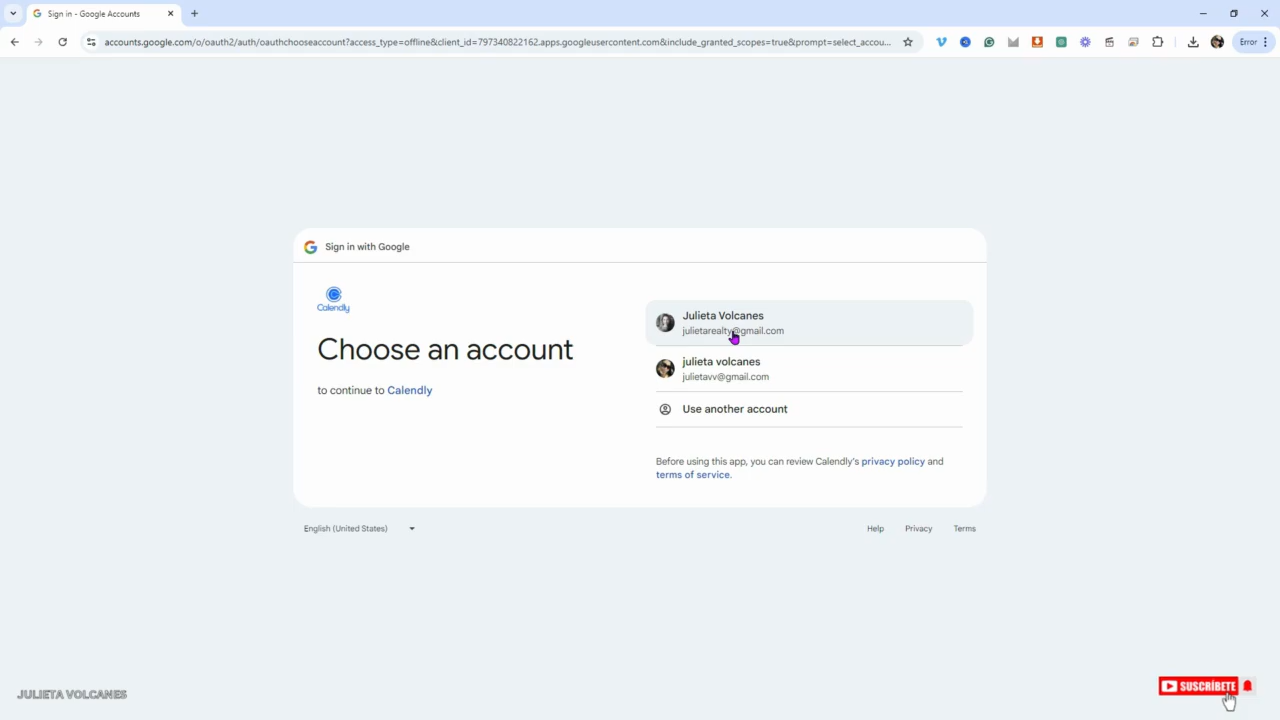 Sign in - Google Accounts
accounts.google.com/o/oauth2/auth/oauthchooseaccount?access_type=offline&client_id=797340822162.apps.googleusercontent.com&include_granted_scopes=true&prompt=select_accou...
Error
Sign in with Google
Calendly
Choose an account
to continue to Calendly
Julieta Volcanes
julietarealty@gmail.com
julieta volcanes
julietavv@gmail.com
Use another account
Before using this app, you can review Calendly's privacy policy and
terms of service.
English (United States)
Help
Privacy
Terms
JULIETA VOLCANES
SUSCRÍBETE